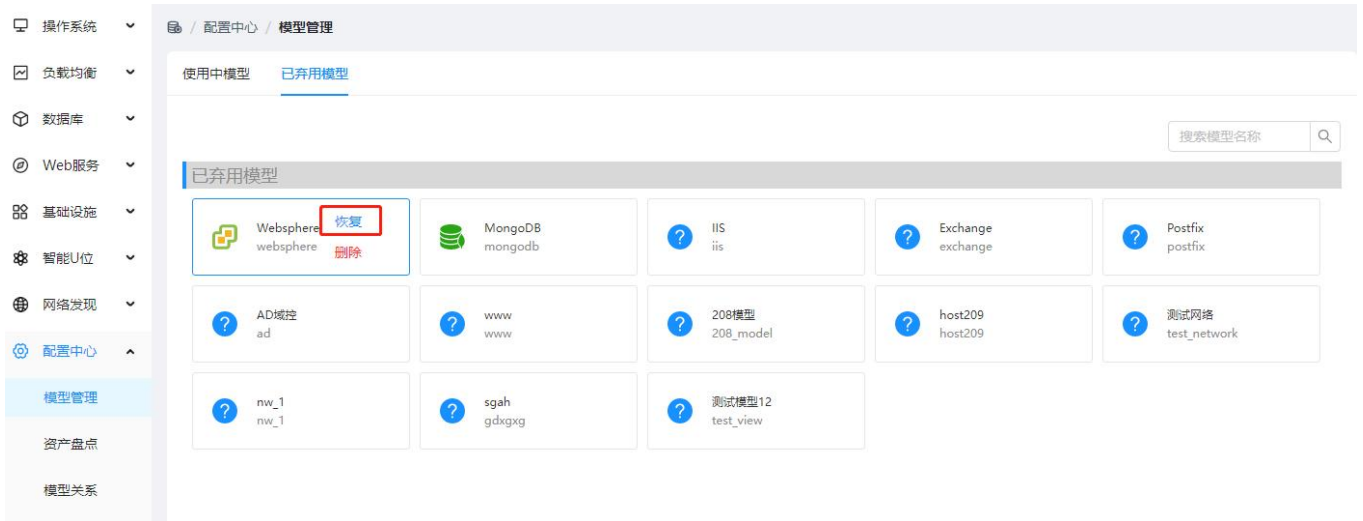 操作系统
负载均衡
数据库
Web服务
基础设施
智能U位
网络发现
配置中心
模型管理
资产盘点
模型关系
/ 配置中心 / 模型管理
使用中模型 已弃用模型
搜索模型名称
已弃用模型
Websphere
websphere
恢复
删除
MongoDB
mongodb
IIS
iis
Exchange
exchange
Postfix
postfix
AD域控
ad
www
www
208模型
208_model
host209
host209
测试网络
test_network
nw_1
nw_1
sgah
gdxgxg
测试模型12
test_view